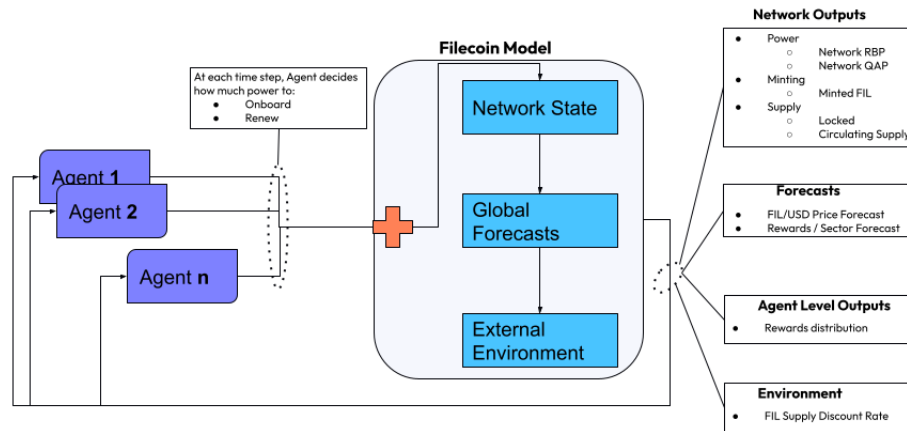 Network Outputs
● Power
○ Network RBP
○ Network QAP
● Minting
○ Minted FIL
● Supply
○ Locked
○ Circulating Supply
Filecoin Model
At each time step, Agent decides
how much power to:
● Onboard
● Renew
Network State
Agent 1
Agent 2
Agent n
Global
Forecasts
External
Environment
Forecasts
● FIL/USD Price Forecast
● Rewards / Sector Forecast
Agent Level Outputs
● Rewards distribution
Environment
● FIL Supply Discount Rate